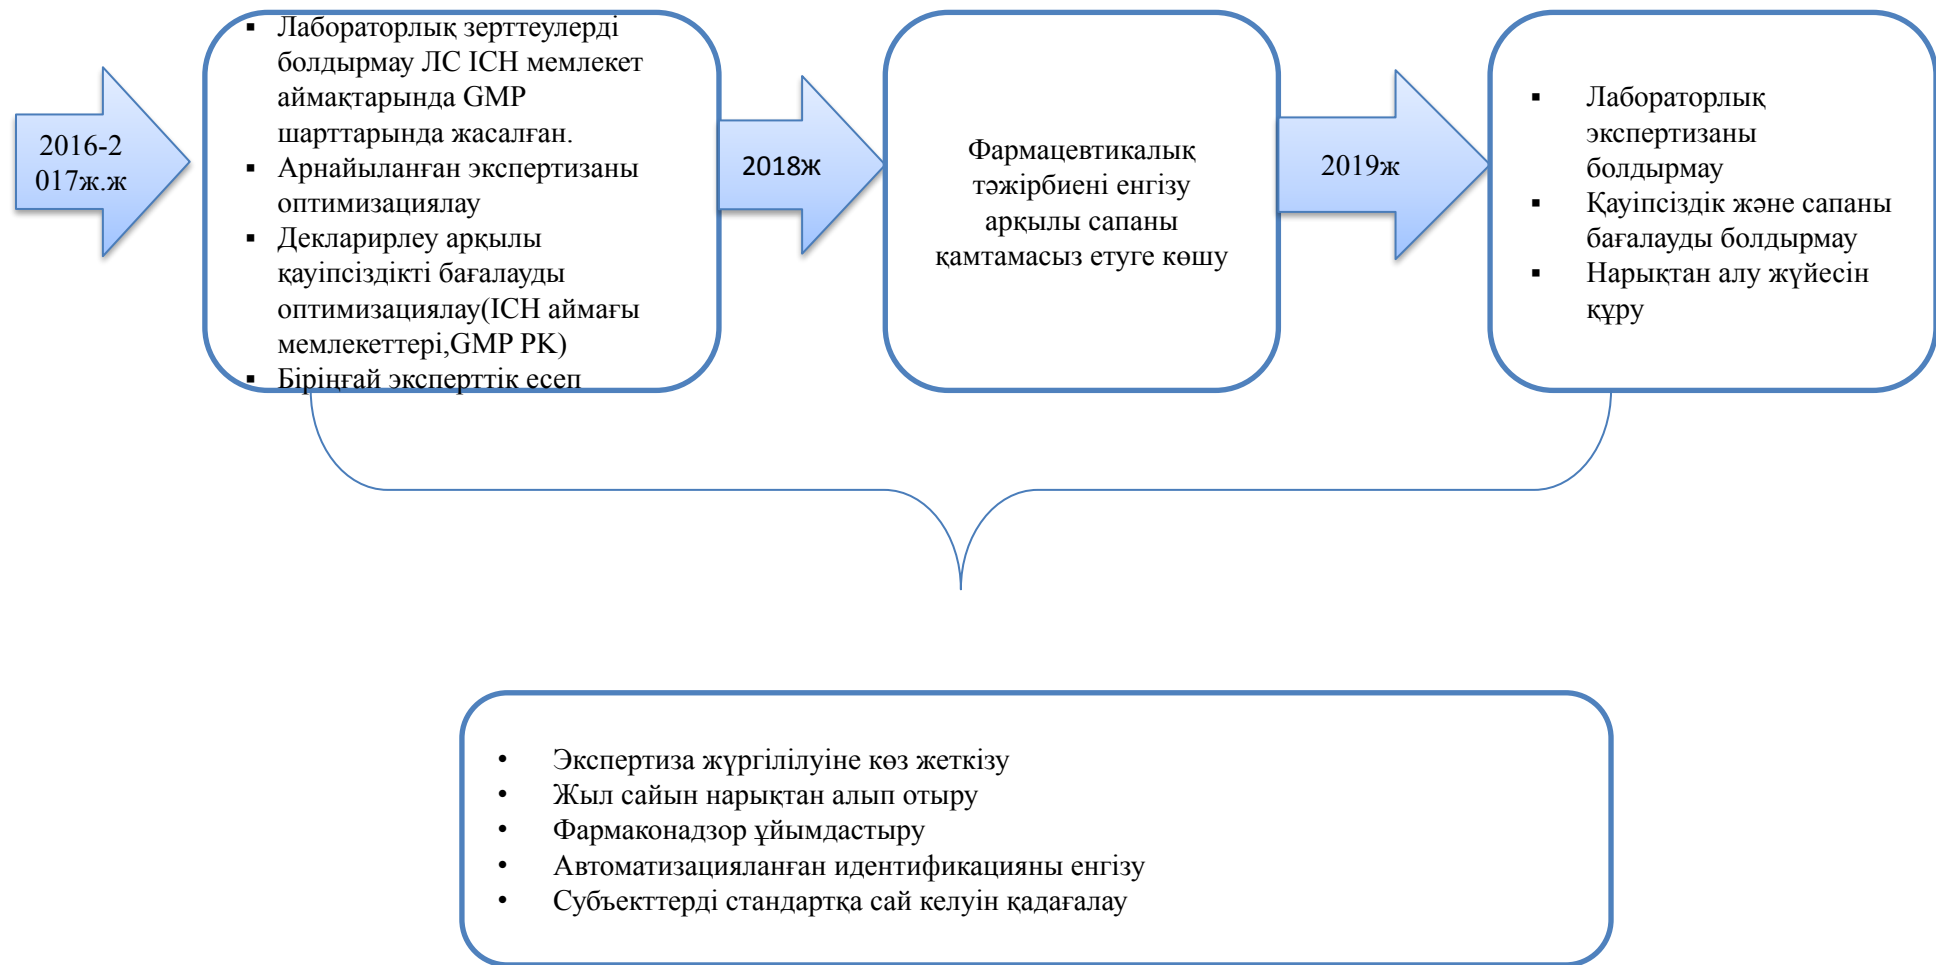 2016-2
017ж.ж
▪ Лабораторлық зерттеулерді
болдырмау ЛС ICH мемлекет
аймақтарында GMP
шарттарында жасалған.
▪ Арнайыланған экспертизаны
оптимизациялау
▪ Декларирлеу арқылы
қауіпсіздікті бағалауды
оптимизациялау(ICH аймағы
мемлекеттері,GMP РК)
▪ Біріңғай эксперттік есеп
2018ж
Фармацевтикалық
тәжірбиені енгізу
арқылы сапаны
қамтамасыз етуге көшу
2019ж
▪ Лабораторлық
экспертизаны
болдырмау
▪ Қауіпсіздік және сапаны
бағалауды болдырмау
▪ Нарықтан алу жүйесін
құру
• Экспертиза жүргілілуіне көз жеткізу
• Жыл сайын нарықтан алып отыру
• Фармаконадзор ұйымдастыру
• Автоматизацияланған идентификацияны енгізу
• Субъекттерді стандартқа сай келуін қадағалау